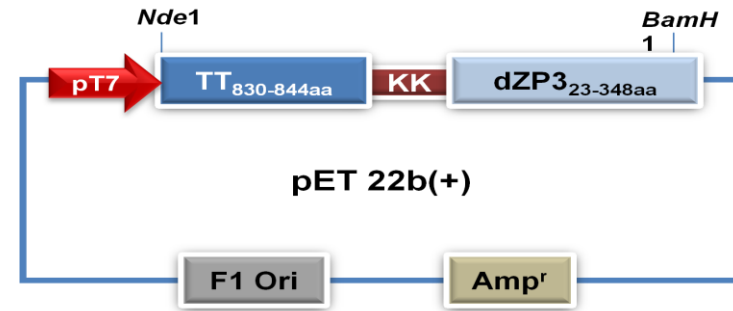 Nde1
BamH
1
pT7
TT830-844aa
KK
dZP323-348aa
pET 22b(+)
F1 Ori
Ampr